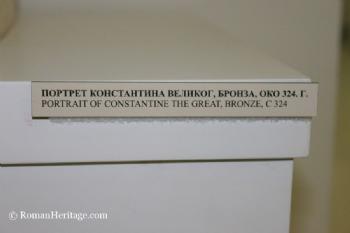 ПОРТРЕТ КОНСТАНТИНА ВЕЛИКОГ, БРОНЗА, ОКО 324. Г.
PORTRAIT OF CONSTANTINE THE GREAT, BRONZE, C 324
© RomanHeritage.com